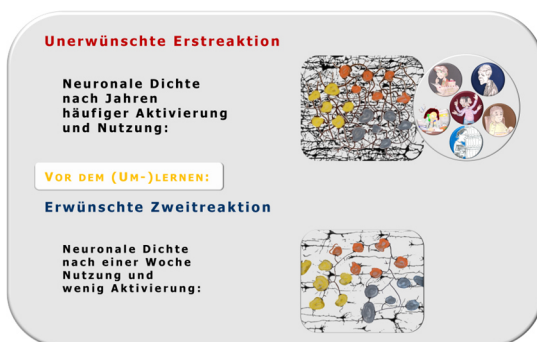 Unerwünschte Erstreaktion
Neuronale Dichte
nach Jahren
häufiger Aktivierung
und Nutzung:
VOR DEM (UM-)LERNEN:
Erwünschte Zweitreaktion
Neuronale Dichte
nach einer Woche
Nutzung und
wenig Aktivierung: